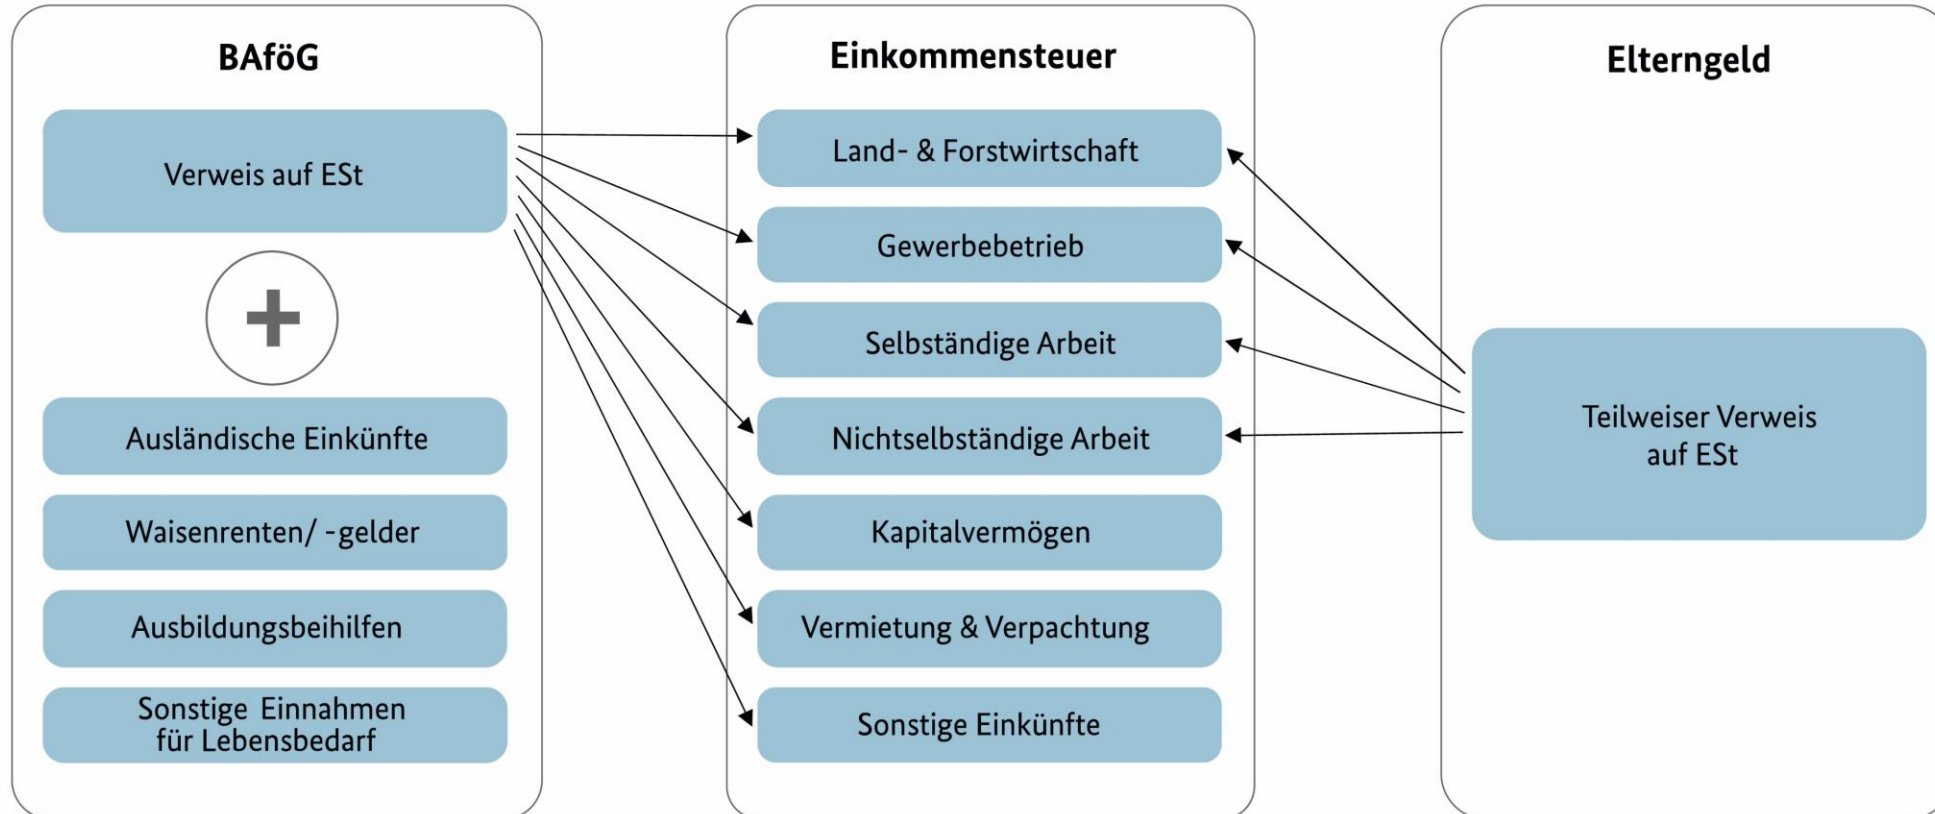 BAföG
Verweis auf ESt
+
Ausländische Einkünfte
Waisenrenten/ -gelder
Ausbildungsbeihilfen
Sonstige Einnahmen
für Lebensbedarf
Einkommensteuer
Land- & Forstwirtschaft
Gewerbebetrieb
Selbständige Arbeit
Nichtselbständige Arbeit
Kapitalvermögen
Vermietung & Verpachtung
Sonstige Einkünfte
Elterngeld
Teilweiser Verweis
auf ESt